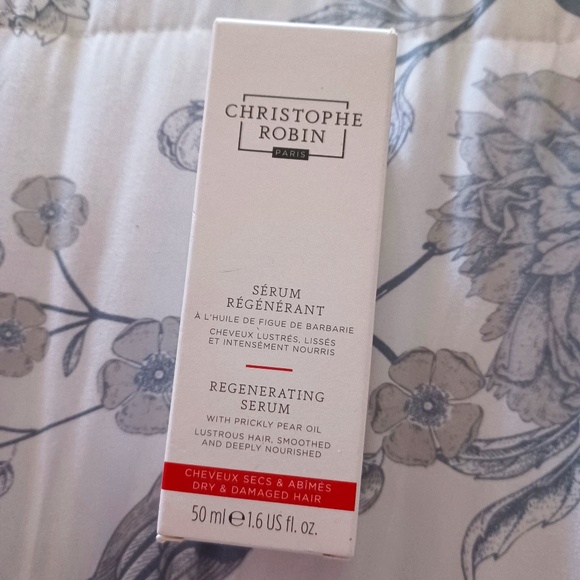 CHRISTOPHE
ROBIN
PARIS
SÉRUM
RÉGÉNÉRANT
À L'HUILE DE FIGUE DE BARBARIE
CHEVEUX LUSTRÉS, LISSÉS
ET INTENSÉMENT NOURRIS
REGENERATING
SERUM
WITH PRICKLY PEAR OIL
LUSTROUS HAIR, SMOOTHED
AND DEEPLY NOURISHED
CHEVEUX SECS & ABÎMÉS
DRY & DAMAGED HAIR
50 ml℮1.6 US fl. oz.